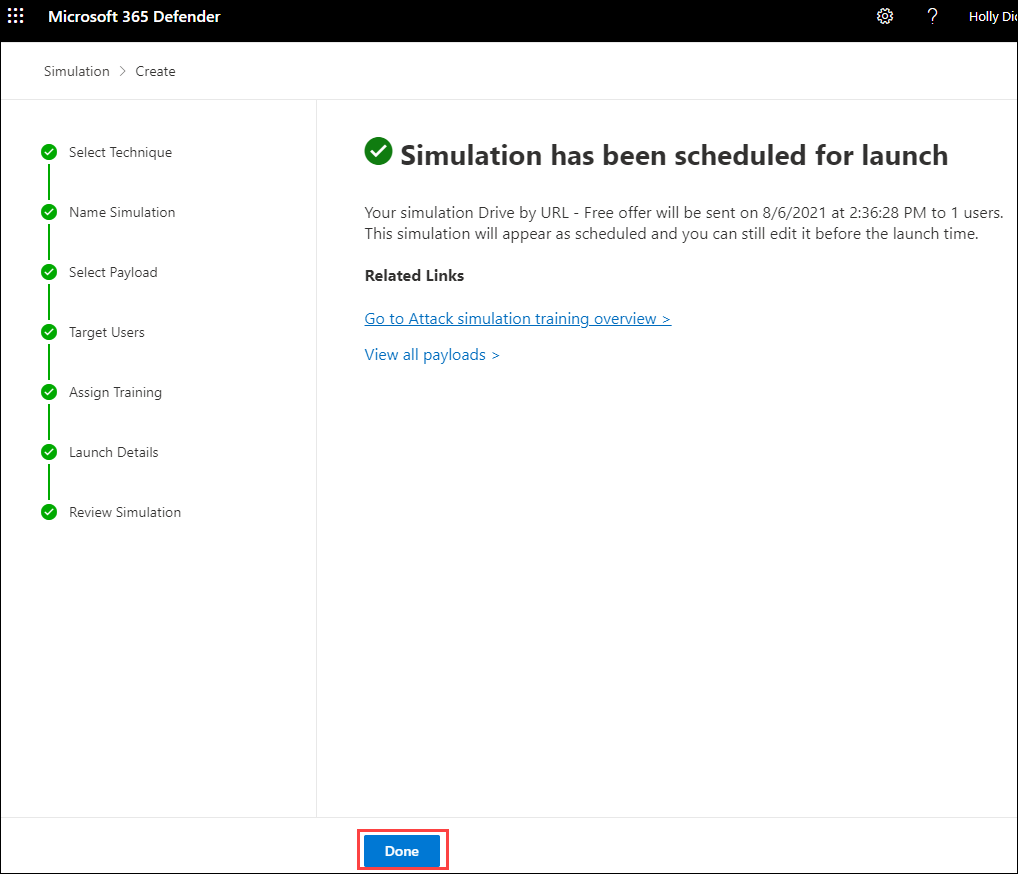 Microsoft 365 Defender
?
Holly Di
Simulation > Create
Select Technique
Name Simulation
Select Payload
Target Users
Assign Training
Launch Details
Review Simulation
Simulation has been scheduled for launch
Your simulation Drive by URL - Free offer will be sent on 8/6/2021 at 2:36:28 PM to 1 users.
This simulation will appear as scheduled and you can still edit it before the launch time.
Related Links
Go to Attack simulation training overview >
View all payloads >
Done